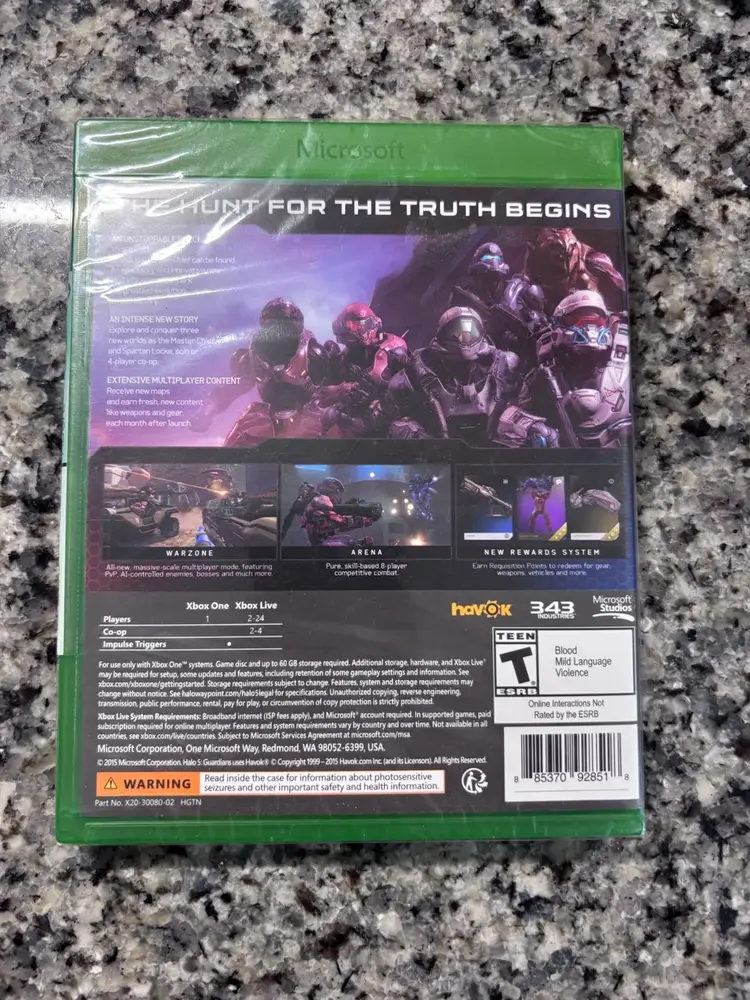 Microsoft
THE HUNT FOR THE TRUTH BEGINS
AN UNSTOPPABLE
Chief can be found.
AN INTENSE NEW STORY
Explore and conquer three
new worlds as the Master Chief
and Spartan Locke, solo or
4-player co-op.
EXTENSIVE MULTIPLAYER CONTENT
Receive new maps
and earn fresh, new content
like weapons and gear,
each month after launch.
WARZONE
All-new, massive-scale multiplayer mode, featuring
PvP, AI-controlled enemies, bosses and much more.
ARENA
Pure, skill-based 8-player
competitive combat.
NEW REWARDS SYSTEM
Earn Requisition Points to redeem for gear,
weapons, vehicles and more.
Xbox One Xbox Live
Players 1 2-24
Co-op 2-4
Impulse Triggers •
havok
343 INDUSTRIES
Microsoft Studios
TEEN
T
ESRB
Blood
Mild Language
Violence
Online Interactions Not
Rated by the ESRB
For use only with Xbox One™ systems. Game disc and up to 60 GB storage required. Additional storage, hardware, and Xbox Live®
may be required for setup, some updates and features, including retention of some gameplay settings and information. See
xbox.com/xboxone/gettingstarted. Storage requirements subject to change. Features, system and storage requirements may
change without notice. See halowaypoint.com/halo5legal for specifications. Unauthorized copying, reverse engineering,
transmission, public performance, rental, pay for play, or circumvention of copy protection is strictly prohibited.
Xbox Live System Requirements: Broadband internet (ISP fees apply), and Microsoft® account required. In supported games, paid
subscription required for online multiplayer. Features and system requirements vary by country and over time. Not available in all
countries, see xbox.com/live/countries. Subject to Microsoft Services Agreement at microsoft.com/msa.
Microsoft Corporation, One Microsoft Way, Redmond, WA 98052-6399, USA.
© 2015 Microsoft Corporation. Halo 5: Guardians uses Havok® © Copyright 1999 – 2015 Havok.com Inc. (and its Licensors). All Rights Reserved.
WARNING
Read inside the case for information about photosensitive
seizures and other important safety and health information.
Part No. X20-30080-02 HGTN
8 85370 92851 8